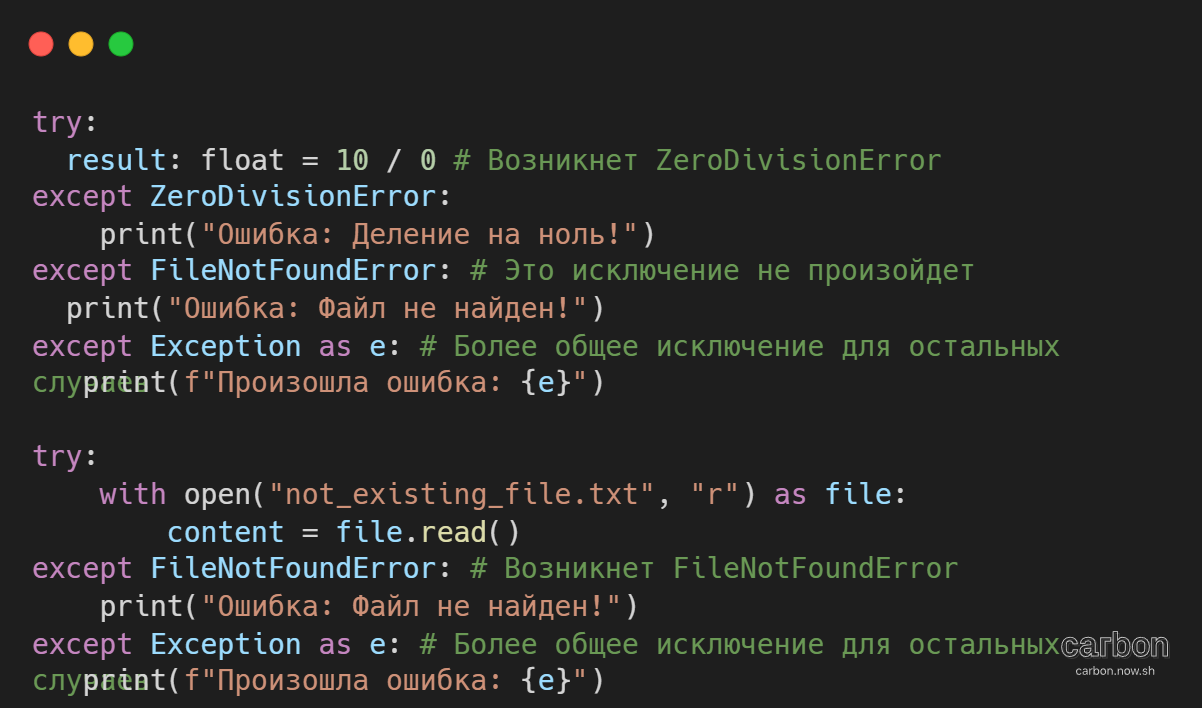 try:
  result: float = 10 / 0 # Возникнет ZeroDivisionError
except ZeroDivisionError:
    print("Ошибка: Деление на ноль!")
except FileNotFoundError: # Это исключение не произойдет
  print("Ошибка: Файл не найден!")
except Exception as e: # Более общее исключение для остальных
случаев
   print(f"Произошла ошибка: {e}")
try:
    with open("not_existing_file.txt", "r") as file:
        content = file.read()
except FileNotFoundError: # Возникнет FileNotFoundError
    print("Ошибка: Файл не найден!")
except Exception as e: # Более общее исключение для остальных
случаев
   print(f"Произошла ошибка: {e}")
carbon
carbon.now.sh